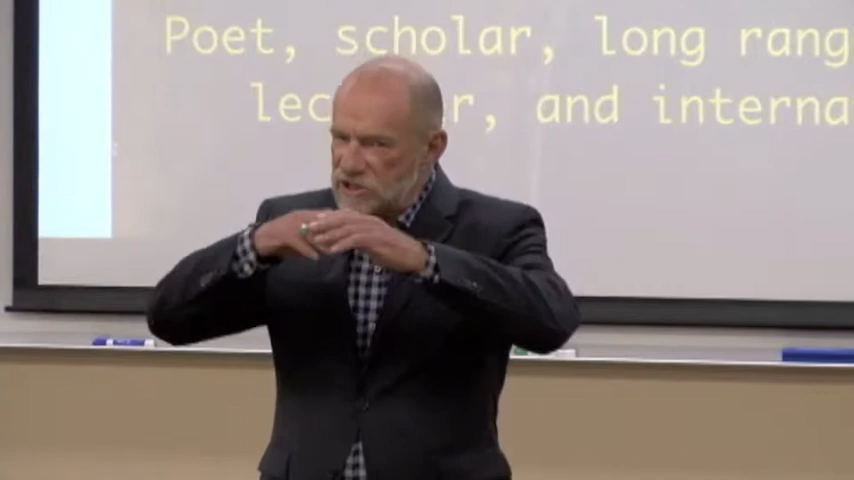 Poet, scholar, long rang
and interna